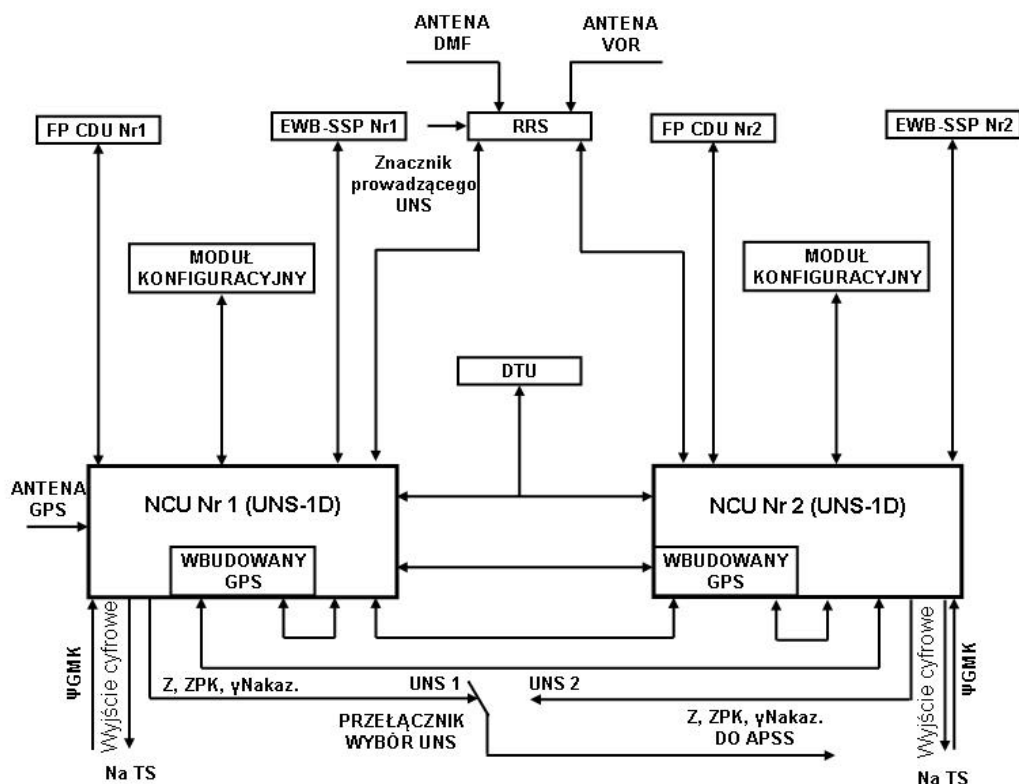 ANTENA
DMF
ANTENA
VOR
FP CDU Nr1
EWB-SSP Nr1
RRS
FP CDU Nr2
EWB-SSP Nr2
Znacznik
prowadzącego
UNS
MODUŁ
KONFIGURACYJNY
MODUŁ
KONFIGURACYJNY
DTU
ANTENA
GPS
NCU Nr 1 (UNS-1D)
NCU Nr 2 (UNS-1D)
WBUDOWANY
GPS
WBUDOWANY
GPS
ΨGMK
Wyjście cyfrowe
Z, ZPK, γNakaz.
UNS 1
UNS 2
PRZEŁĄCZNIK
WYBÓR UNS
Z, ZPK, γNakaz.
DO APSS
Wyjście cyfrowe
ΨGMK
Na TS
Na TS